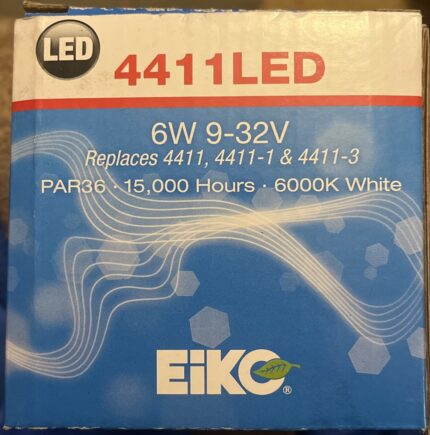 LED
4411LED
6W 9-32V
Replaces 4411, 4411-1 & 4411-3
PAR36 · 15,000 Hours · 6000K White
EiKO®